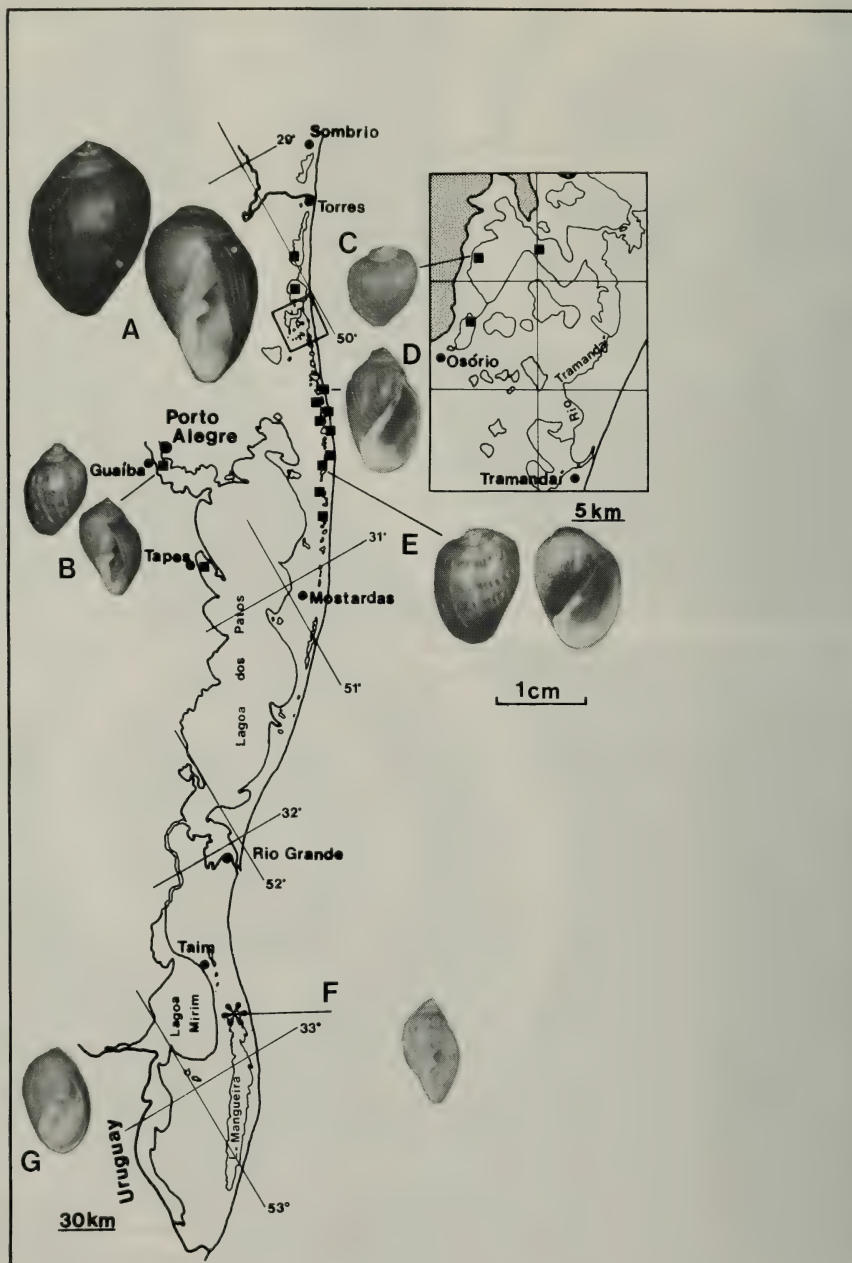 29°
Sombrio
Torres
A
C
50°
D
Osório
Rio Tramandaí
Tramandaí
5km
Porto
Alegre
Guaíba
B
Tapes
31°
E
Mostardas
Lagoa dos Patos
51°
1cm
32°
Rio Grande
52°
Taim
F
Lagoa
Mirim
33°
L. Mangueira
G
Uruguay
30km
53°